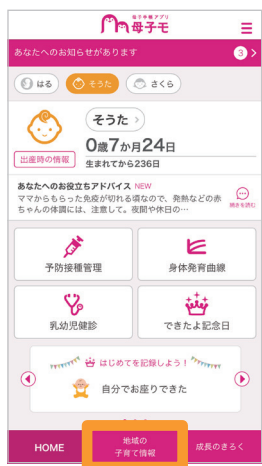 母子手帳アプリ
母子モ
あなたへのお知らせがあります 3
はる そうた さくら
そうた
0歳7か月24日
出産時の情報 生まれてから236日
あなたへのお役立ちアドバイス NEW
ママからもらった免疫が切れる頃なので、発熱などの赤
ちゃんの体調には、注意して。夜間や休日の…
続きを読む
予防接種管理 身体発育曲線
乳幼児健診 できたよ記念日
はじめてを記録しよう!
自分でお座りできた
HOME
地域の
子育て情報
成長のきろく